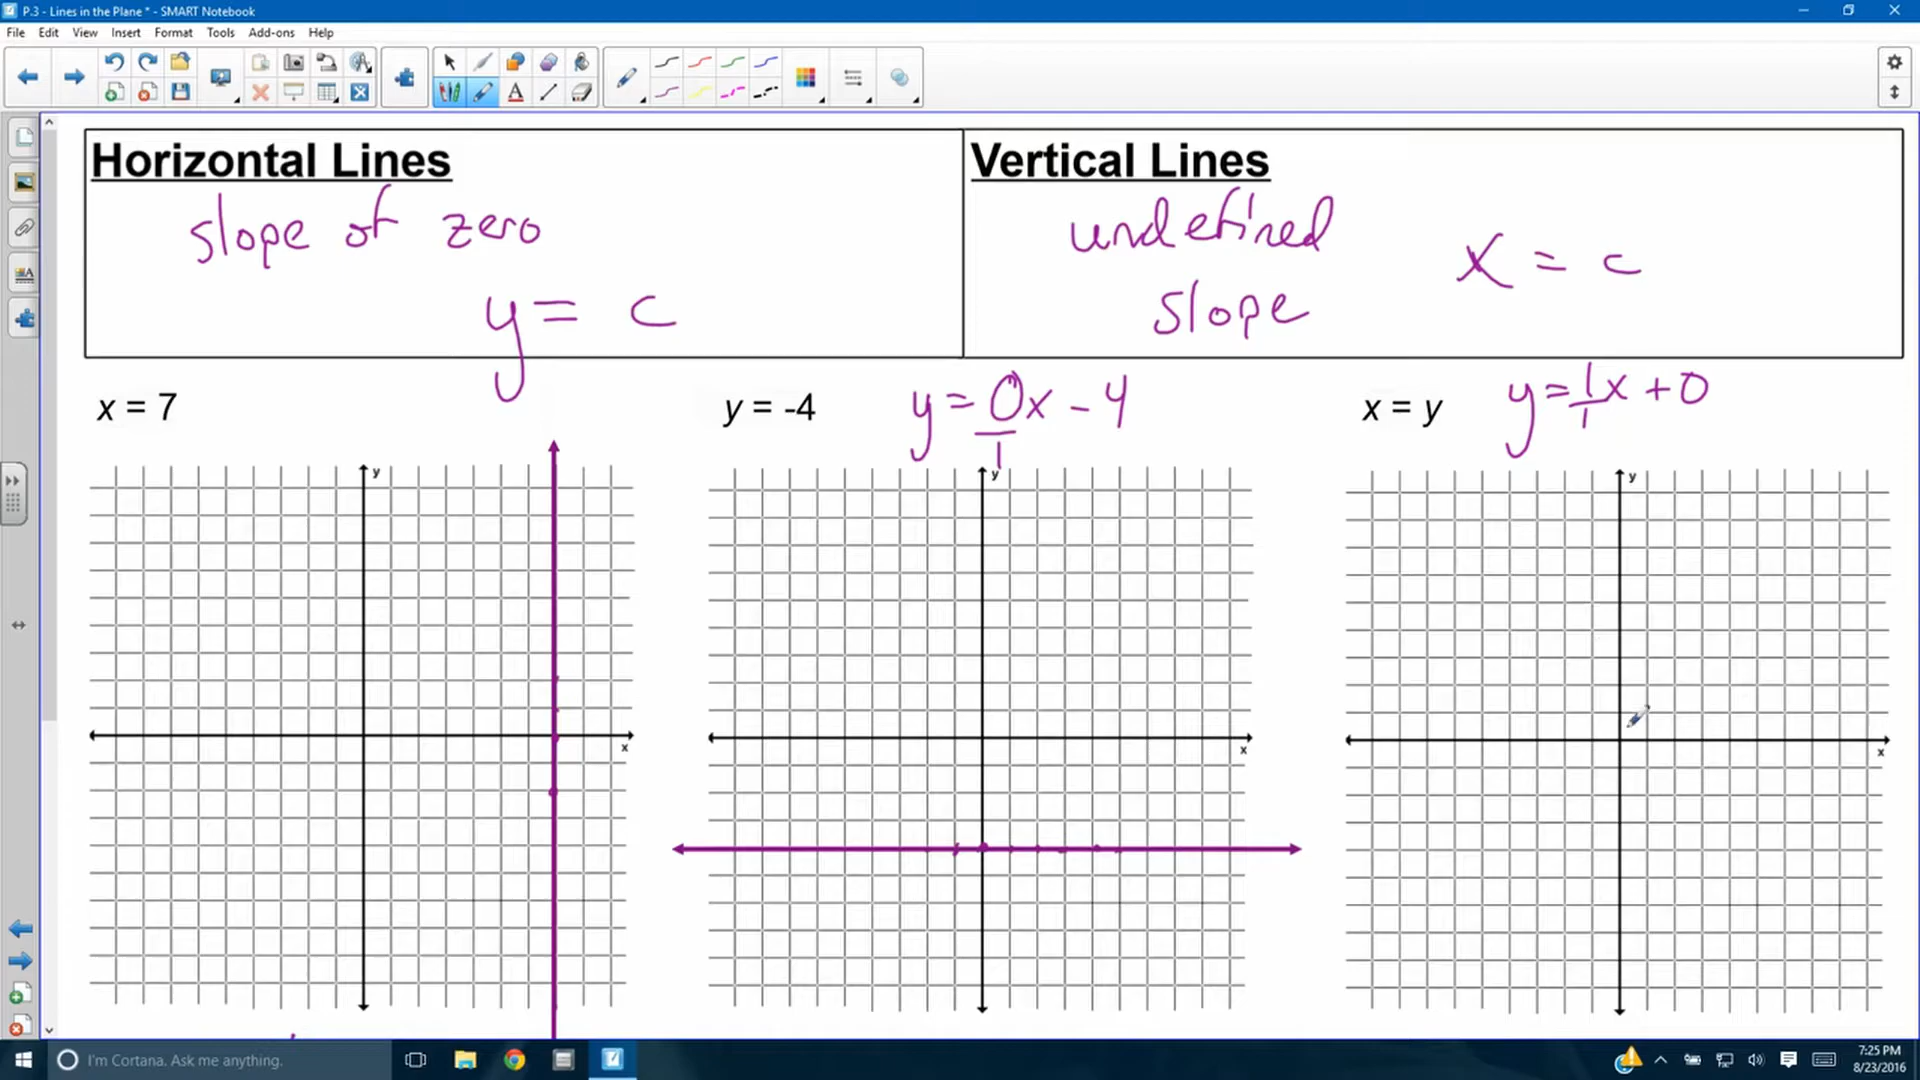 P.3 - Lines in the Plane * - SMART Notebook
File Edit View Insert Format Tools Add-ons Help
Horizontal Lines
slope of zero
y = c
Vertical Lines
undefined
slope
x = c
x = 7
y = -4
y = 0/1 x - 4
x = y
y = 1/1 x + 0
y
x
y
x
y
x
I'm Cortana. Ask me anything.
7:25 PM
8/23/2016